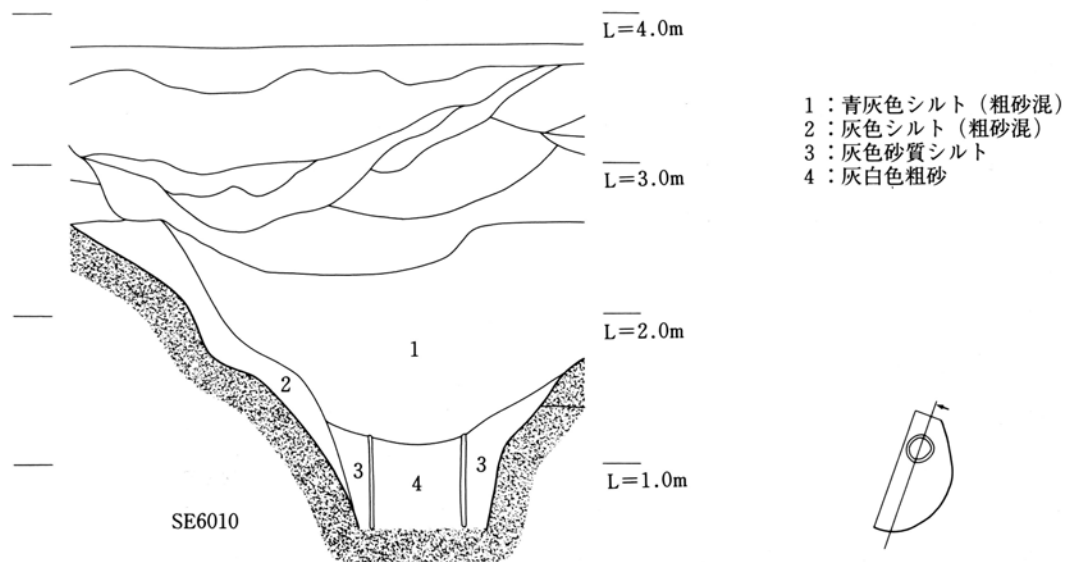 L=4.0m
1：青灰色シルト（粗砂混）
2：灰色シルト（粗砂混）
3：灰色砂質シルト
4：灰白色粗砂
L=3.0m
L=2.0m
1
2
3
4
3
L=1.0m
SE6010